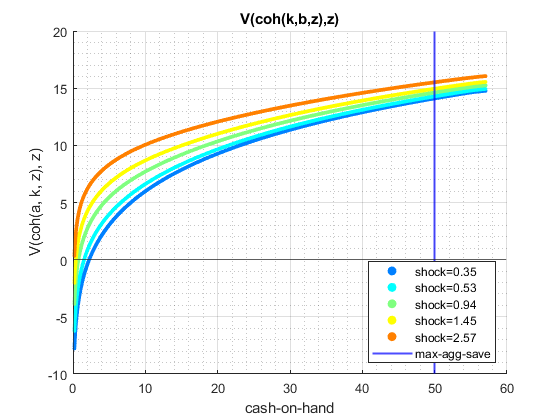 V(coh(k,b,z),z)
V(coh(a, k, z), z)
20
15
10
5
0
-5
-10
0
10
20
30
40
50
60
cash-on-hand
shock=0.35
shock=0.53
shock=0.94
shock=1.45
shock=2.57
max-agg-save